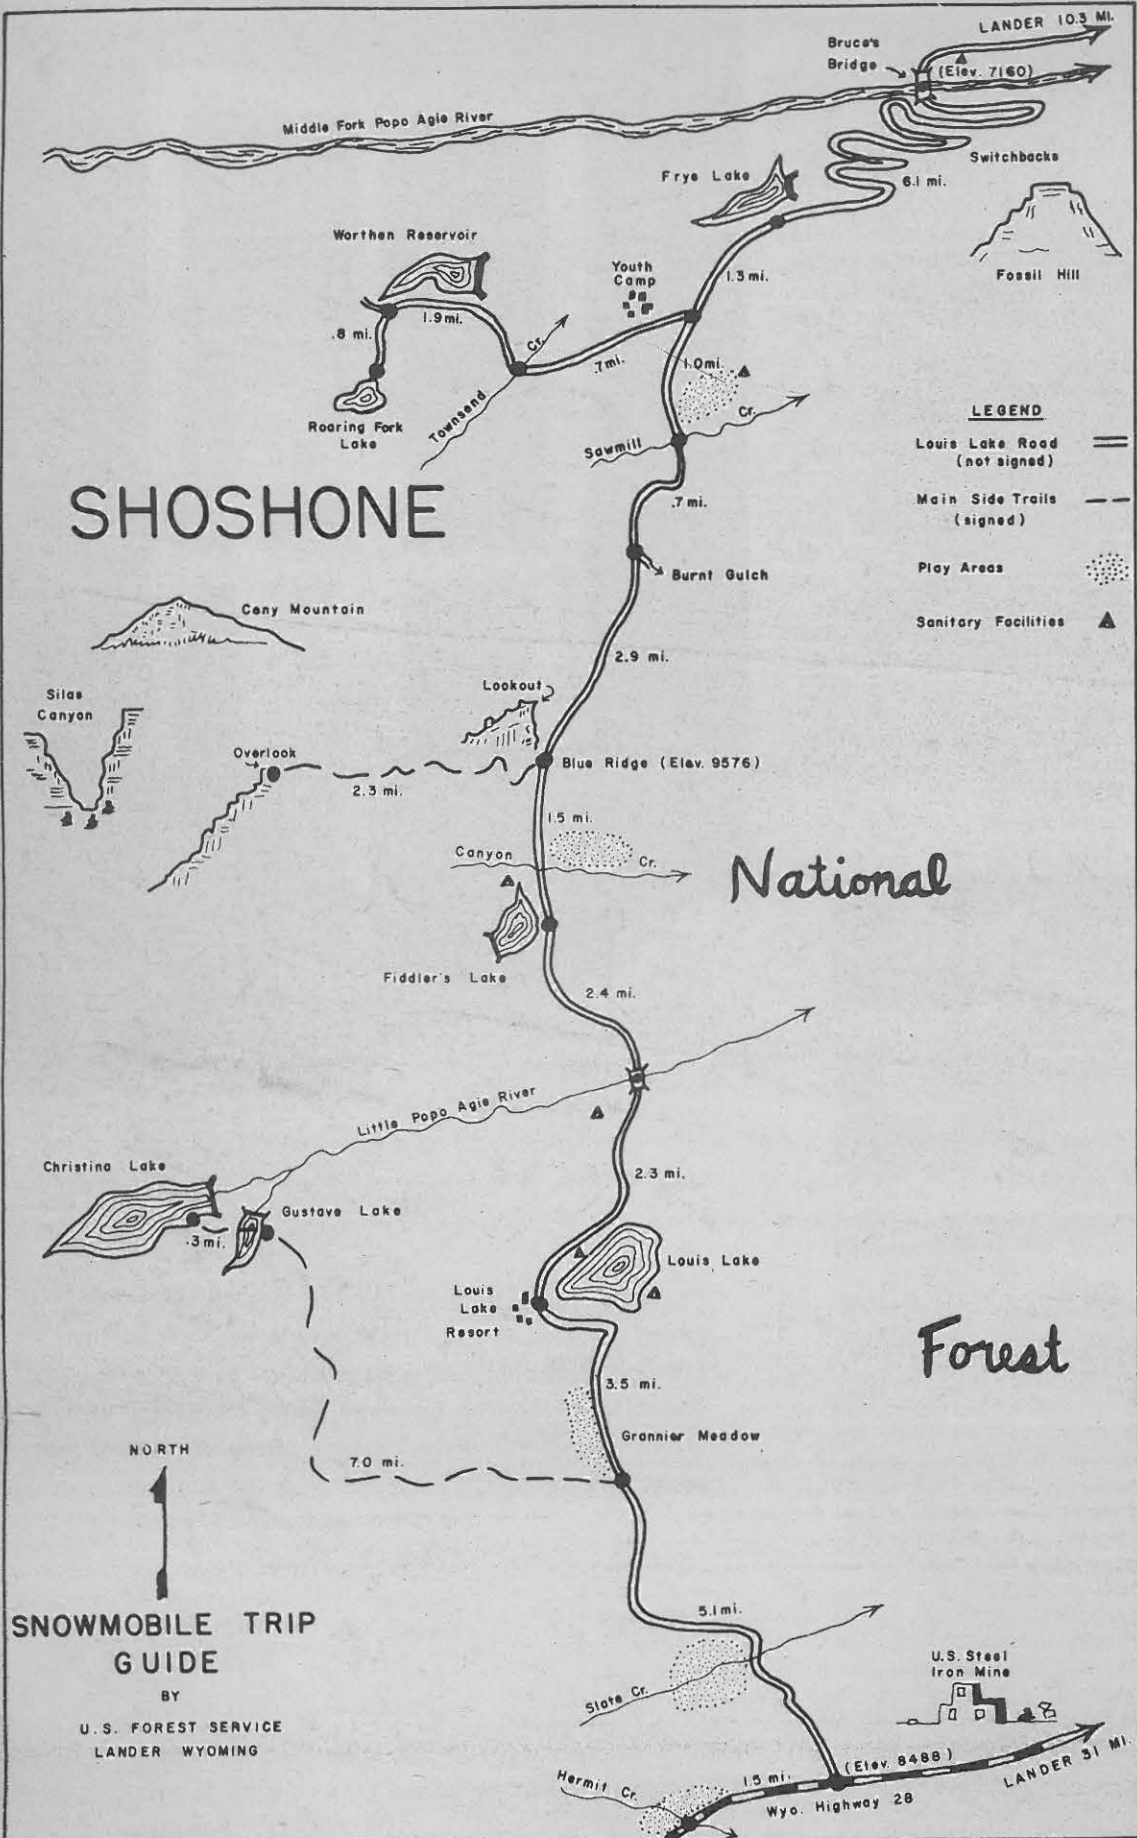 LANDER 10.3 MI.
Bruce's
Bridge
(Elev. 7160)
Middle Fork Popo Agie River
Switchbacks
6.1 mi.
Frye Lake
Fossil Hill
Worthen Reservoir
Youth
Camp
1.3 mi.
.8 mi.
1.9 mi.
Cr.
.7 mi.
1.0 mi.
Townsend
Roaring Fork
Lake
Cr.
Sawmill
LEGEND
Louis Lake Road
(not signed)
Main Side Trails
(signed)
Play Areas
Sanitary Facilities
SHOSHONE
.7 mi.
Burnt Gulch
Cony Mountain
2.9 mi.
Silas
Canyon
Lookout
Overlook
Blue Ridge (Elev. 9576)
2.3 mi.
1.5 mi.
Canyon Cr.
National
Fiddler's Lake
2.4 mi.
Little Popo Agie River
Christina Lake
2.3 mi.
Gustave Lake
.3 mi.
Louis Lake
Louis
Lake
Resort
Forest
3.5 mi.
Grannier Meadow
NORTH
7.0 mi.
SNOWMOBILE TRIP
GUIDE
BY
U.S. FOREST SERVICE
LANDER WYOMING
5.1 mi.
Slate Cr.
U.S. Steel
Iron Mine
(Elev. 8488)
LANDER 31 MI.
Hermit Cr.
1.5 mi.
Wyo. Highway 28